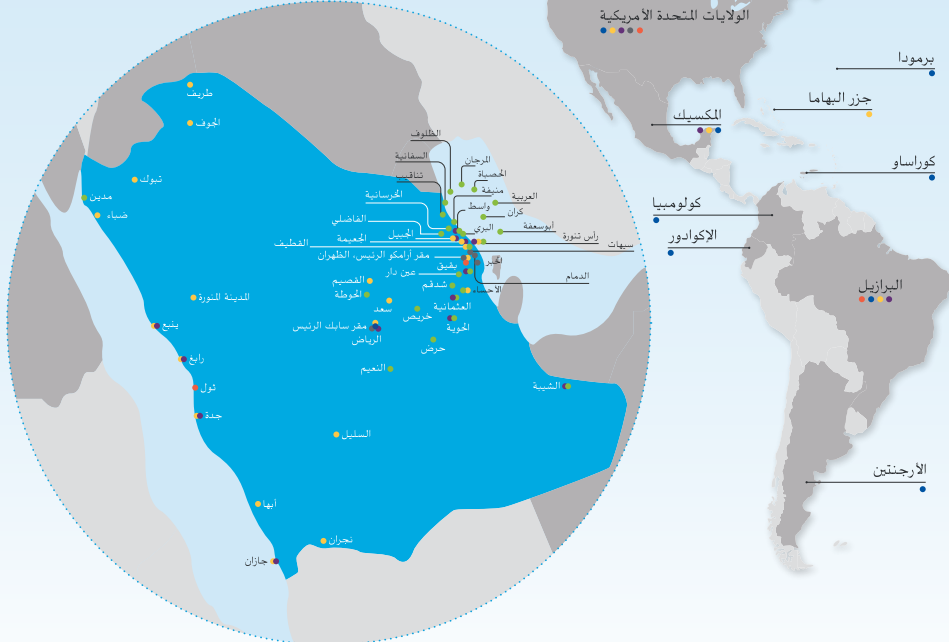 الولايات المتحدة الأمريكية
برمودا
جزر البهاما
المكسيك
كوراساو
كولومبيا
الإكوادور
البرازيل
الأرجنتين
طريف
الجوف
تبوك
مدين
ضباء
الظلوف
السفانية
تناقيب
المرجان
الحصباة
منيفة
العربية
الخرسانية
واسط
كران
الفاضلي
البري
أبوسعفة
الجبيل
رأس تنورة
القطيف
الجعيمة
سيهات
مقر أرامكو الرئيس، الظهران
الخبر
بقيق
عين دار
الدمام
القصيم
شدقم
الأحساء
الحوطة
المدينة المنورة
سعد
العثمانية
خريص
ينبع
مقر سابك الرئيس
الرياض
الحوية
حرض
رابغ
النعيم
ثول
الشيبة
جدة
السليل
أبها
نجران
جازان